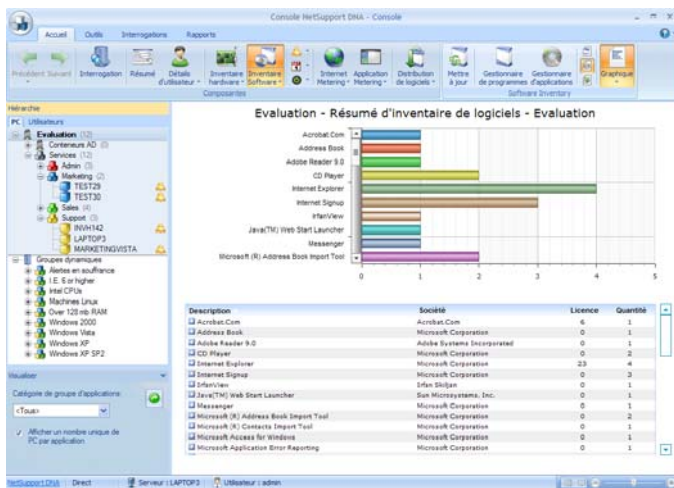 Console NetSupport DNA - Console
Accueil Outils Interrogations Rapports
Précédent Suivant Interrogation Résumé Détails d'utilisateur Inventaire hardware Inventaire Software Internet Metering Application Metering Distribution de logiciels Mettre à jour Gestionnaire de programmes Gestionnaire d'applications Graphique
Composantes Software Inventory
Hiérarchie
PC Utilisateurs
Evaluation (12)
Conteneurs AD (0)
Services (12)
Admin (3)
Marketing (2)
TEST29
TEST30
Sales (4)
Support (3)
INVH142
LAPTOP3
MARKETINGVISTA
Groupes dynamiques
Alertes en souffrance
I.E. 6 or higher
Intel CPUs
Machines Linux
Over 128 mb RAM
Windows 2000
Windows Vista
Windows XP
Windows XP SP2
Visualiser
Catégorie de groupe d'applications:
<Tous>
Afficher un nombre unique de
PC par application
Evaluation - Résumé d'inventaire de logiciels - Evaluation
Acrobat.Com
Address Book
Adobe Reader 9.0
CD Player
Internet Explorer
Internet Signup
IrfanView
Java(TM) Web Start Launcher
Messenger
Microsoft (R) Address Book Import Tool
0 1 2 3 4 5
Description Société Licence Quantité
Acrobat.Com Acrobat.Com 6 1
Address Book Microsoft Corporation 0 1
Adobe Reader 9.0 Adobe Systems Incorporated 0 1
CD Player Microsoft Corporation 0 2
Internet Explorer Microsoft Corporation 23 4
Internet Signup Microsoft Corporation 0 3
IrfanView Irfan Skiljan 0 1
Java(TM) Web Start Launcher Sun Microsystems, Inc. 0 1
Messenger Microsoft Corporation 1
Microsoft (R) Address Book Import Tool Microsoft Corporation 0 2
Microsoft (R) Contacts Import Tool Microsoft Corporation 0 1
Microsoft Access for Windows Microsoft Corporation 0 1
Microsoft Application Error Reporting Microsoft Corporation 0 1
NetSupport DNA Direct Serveur : LAPTOP3 Utilisateur : admin